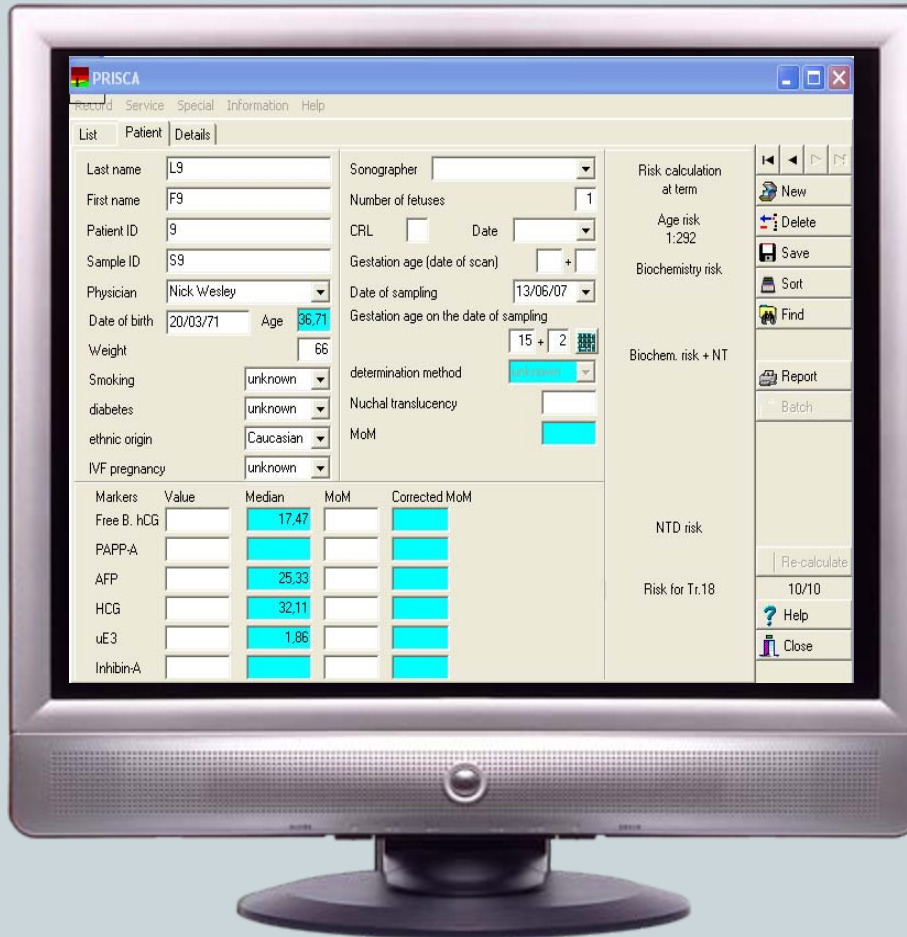 PRISCA
Record Service Special Information Help
List Patient Details
Last name L9
First name F9
Patient ID 9
Sample ID S9
Physician Nick Wesley
Date of birth 20/03/71 Age 36,71
Weight 66
Smoking unknown
diabetes unknown
ethnic origin Caucasian
IVF pregnancy unknown
Sonographer
Number of fetuses 1
CRL Date
Gestation age (date of scan) +
Date of sampling 13/06/07
Gestation age on the date of sampling
15 + 2
determination method unknown
Nuchal translucency
MoM
Risk calculation
at term
Age risk
1:292
Biochemistry risk
Biochem. risk + NT
NTD risk
Risk for Tr.18
Markers Value Median MoM Corrected MoM
Free B. hCG 17,47
PAPP-A
AFP 25,33
HCG 32,11
uE3 1,86
Inhibin-A
New
Delete
Save
Sort
Find
Report
Batch
Re-calculate
10/10
? Help
Close